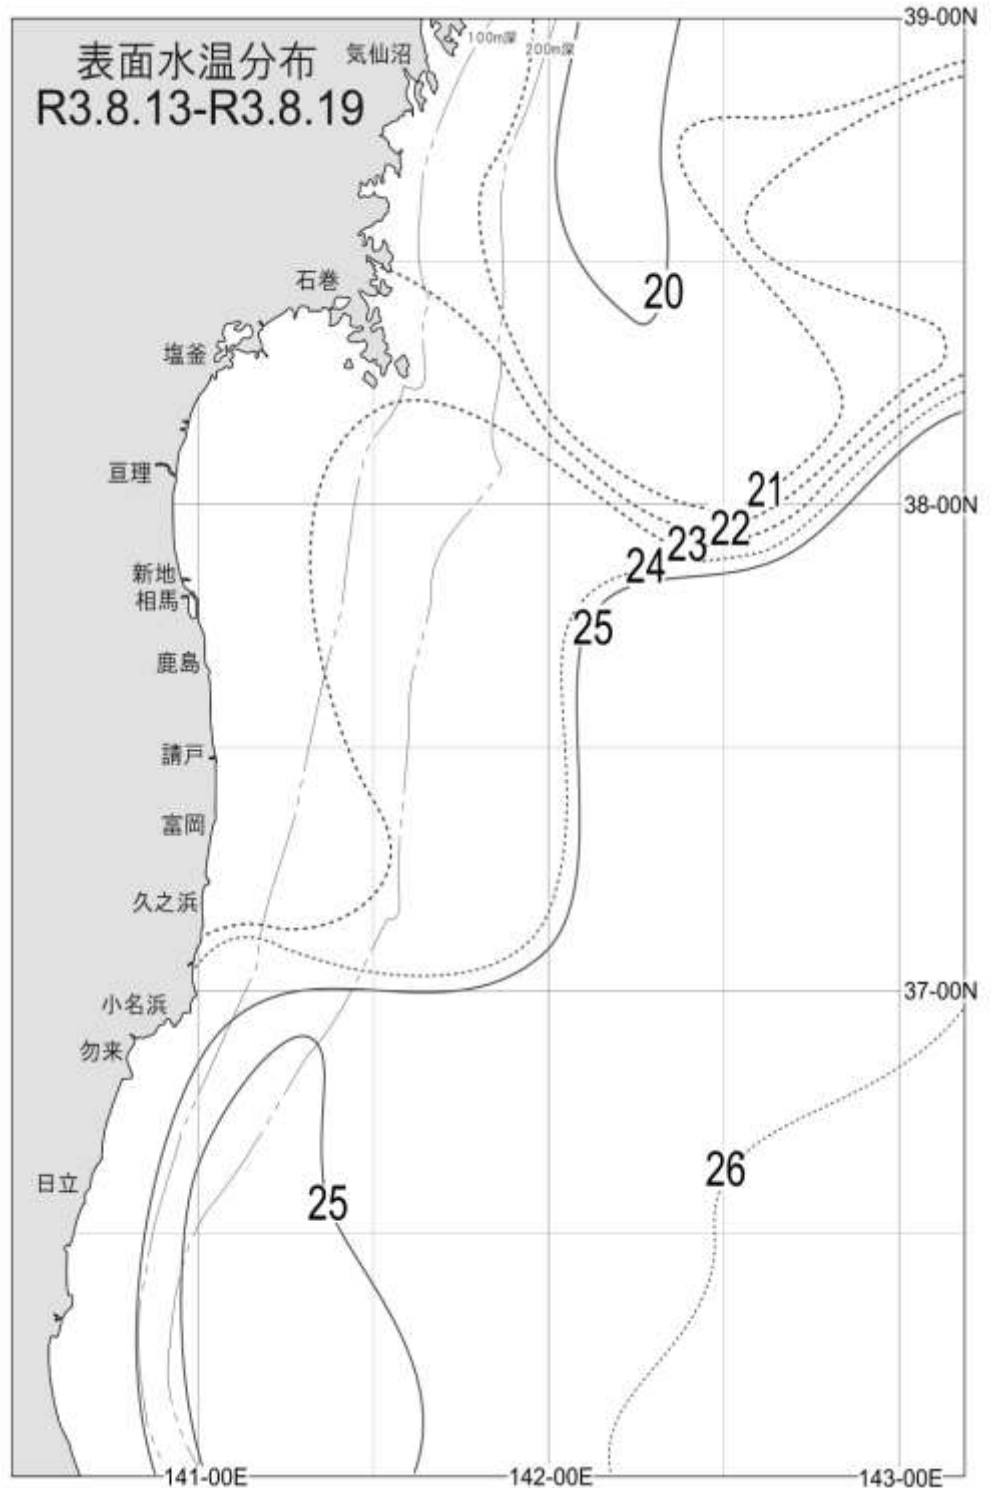 39-00N
100m深
200m深
気仙沼
表面水温分布
R3.8.13-R3.8.19
石巻
20
塩釜
亘理
21
38-00N
22
23
24
新地
相馬
25
鹿島
請戸
富岡
久之浜
37-00N
小名浜
勿来
26
日立
25
141-00E
142-00E
143-00E